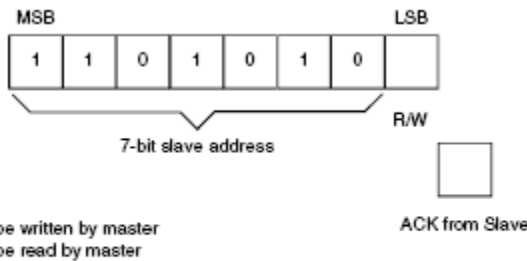 MSB LSB
1 1 0 1 0 1 0
R/W
7-bit slave address
be written by master
ACK from Slave
be read by master